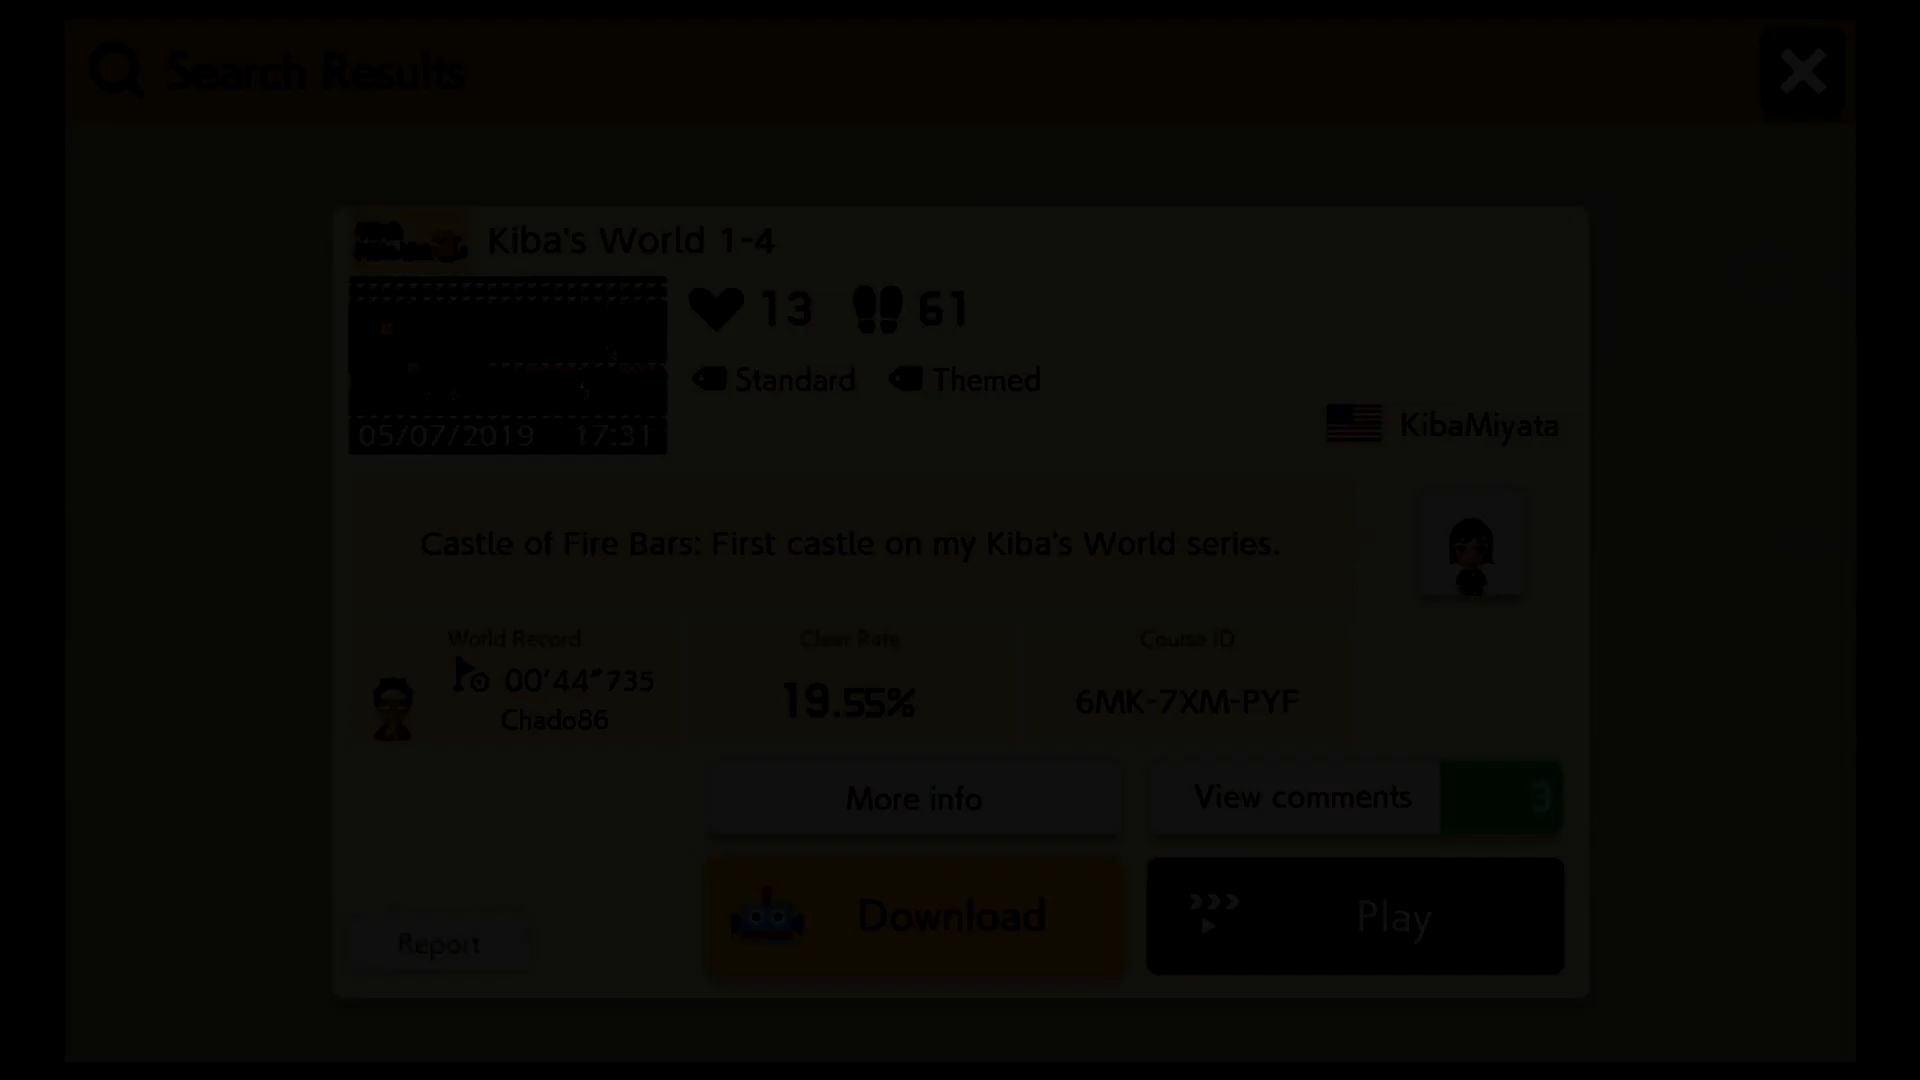 Search Results
Kiba's World 1-4
13 61
Standard Themed
05/07/2019 17:31
KibaMiyata
Castle of Fire Bars: First castle on my Kiba's World series.
World Record
00'44"735
Chado86
Clear Rate
19.55%
Course ID
6MK-7XM-PYF
More info
View comments 3
Download
Play
Report